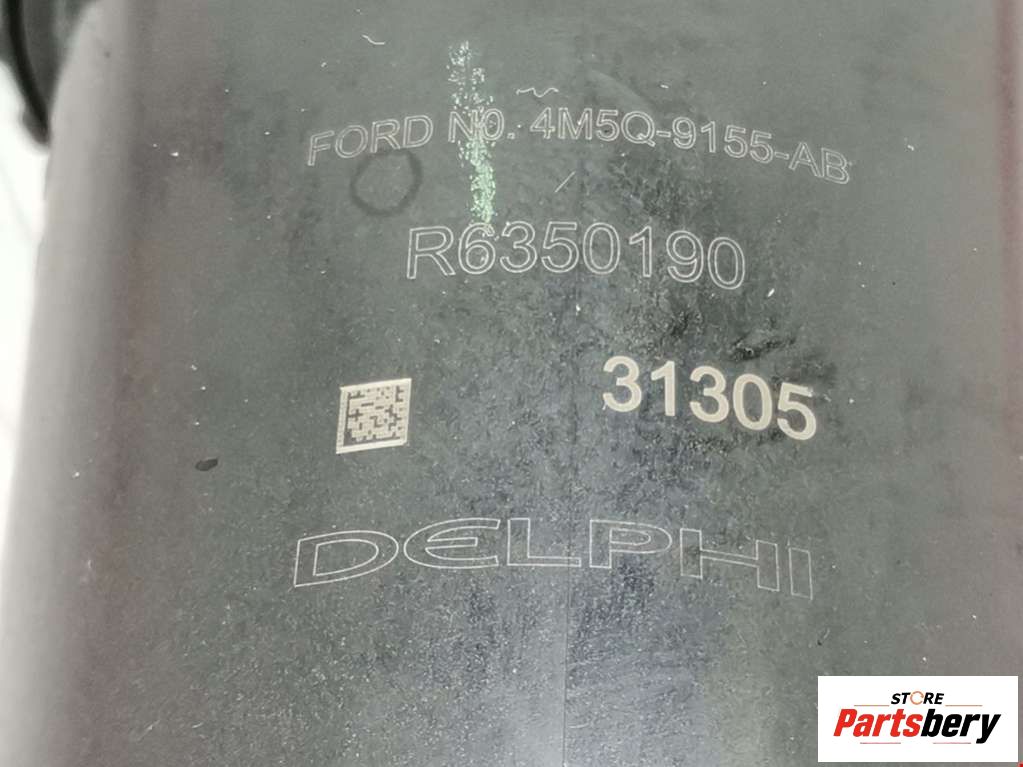 FORD NO. 4M5Q-9155-AB
R6350190
31305
DELPHI
STORE
Partsbery